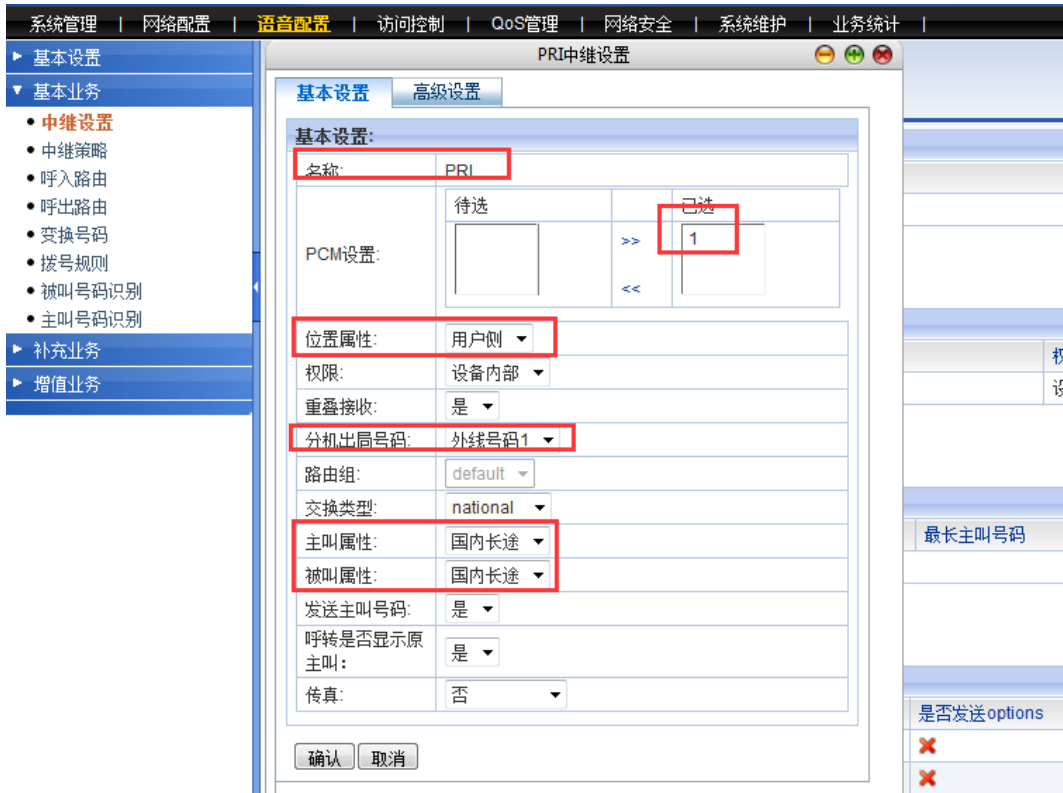 系统管理 | 网络配置 | 语音配置 | 访问控制 | QoS管理 | 网络安全 | 系统维护 | 业务统计 |
基本设置
基本业务
中继设置
中继策略
呼入路由
呼出路由
变换号码
拨号规则
被叫号码识别
主叫号码识别
补充业务
增值业务
PRI中继设置
基本设置 高级设置
基本设置:
名称: PRI
待选 已选
PCM设置: >> 1
<<
位置属性: 用户侧
权限: 设备内部
重叠接收: 是
分机出局号码: 外线号码1
路由组: default
交换类型: national
主叫属性: 国内长途
被叫属性: 国内长途
发送主叫号码: 是
呼转是否显示原
主叫: 是
传真: 否
确认 取消
最长主叫号码
是否发送options